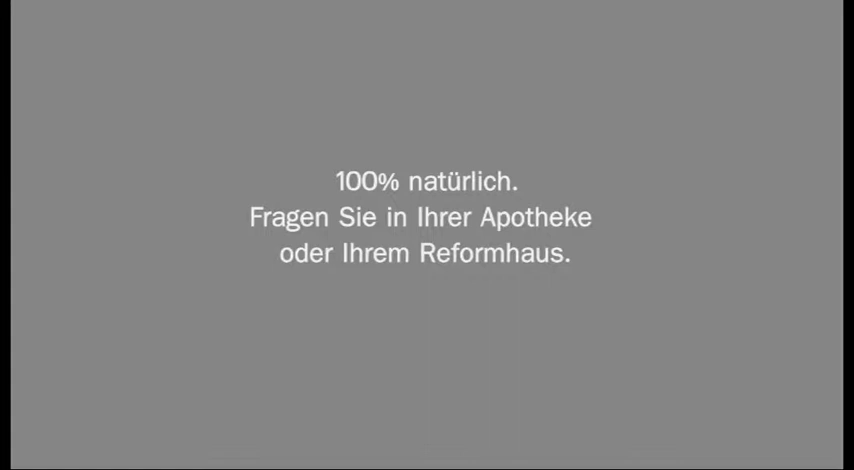 100% natürlich.
Fragen Sie in Ihrer Apotheke
oder Ihrem Reformhaus.